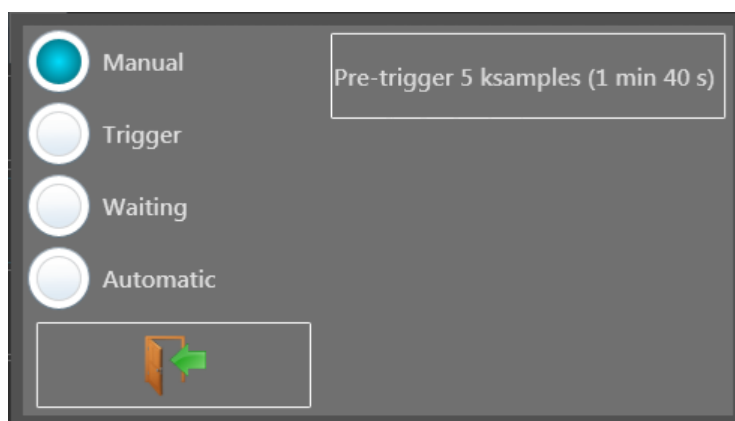 Manual
Pre-trigger 5 ksamples (1 min 40 s)
Trigger
Waiting
Automatic